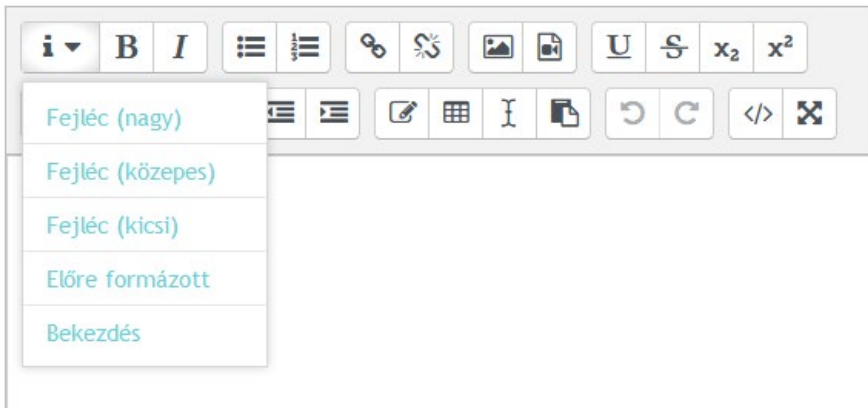 i B I U S x₂ x²
</>
Fejléc (nagy)
Fejléc (közepes)
Fejléc (kicsi)
Előre formázott
Bekezdés